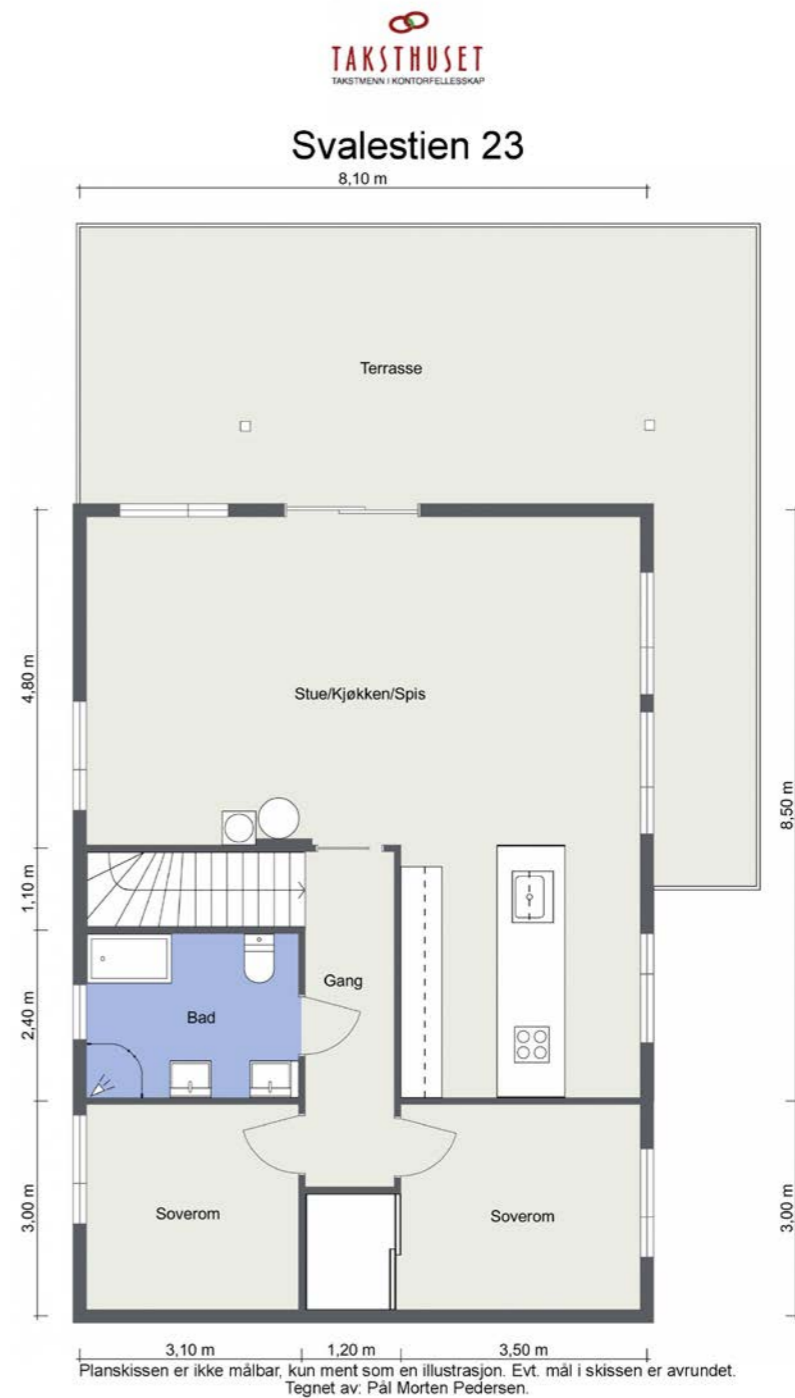 TAKSTHUSET
TAKSTMENN I KONTORFELLESSKAP
Svalestien 23
8,10 m
Terrasse
4,80 m
Stue/Kjøkken/Spis
8,50 m
1,10 m
Gang
2,40 m
Bad
3,00 m
Soverom
Soverom
3,00 m
3,10 m
1,20 m
3,50 m
Planskissen er ikke målbar, kun ment som en illustrasjon. Evt. mål i skissen er avrundet.
Tegnet av: Pål Morten Pedersen.